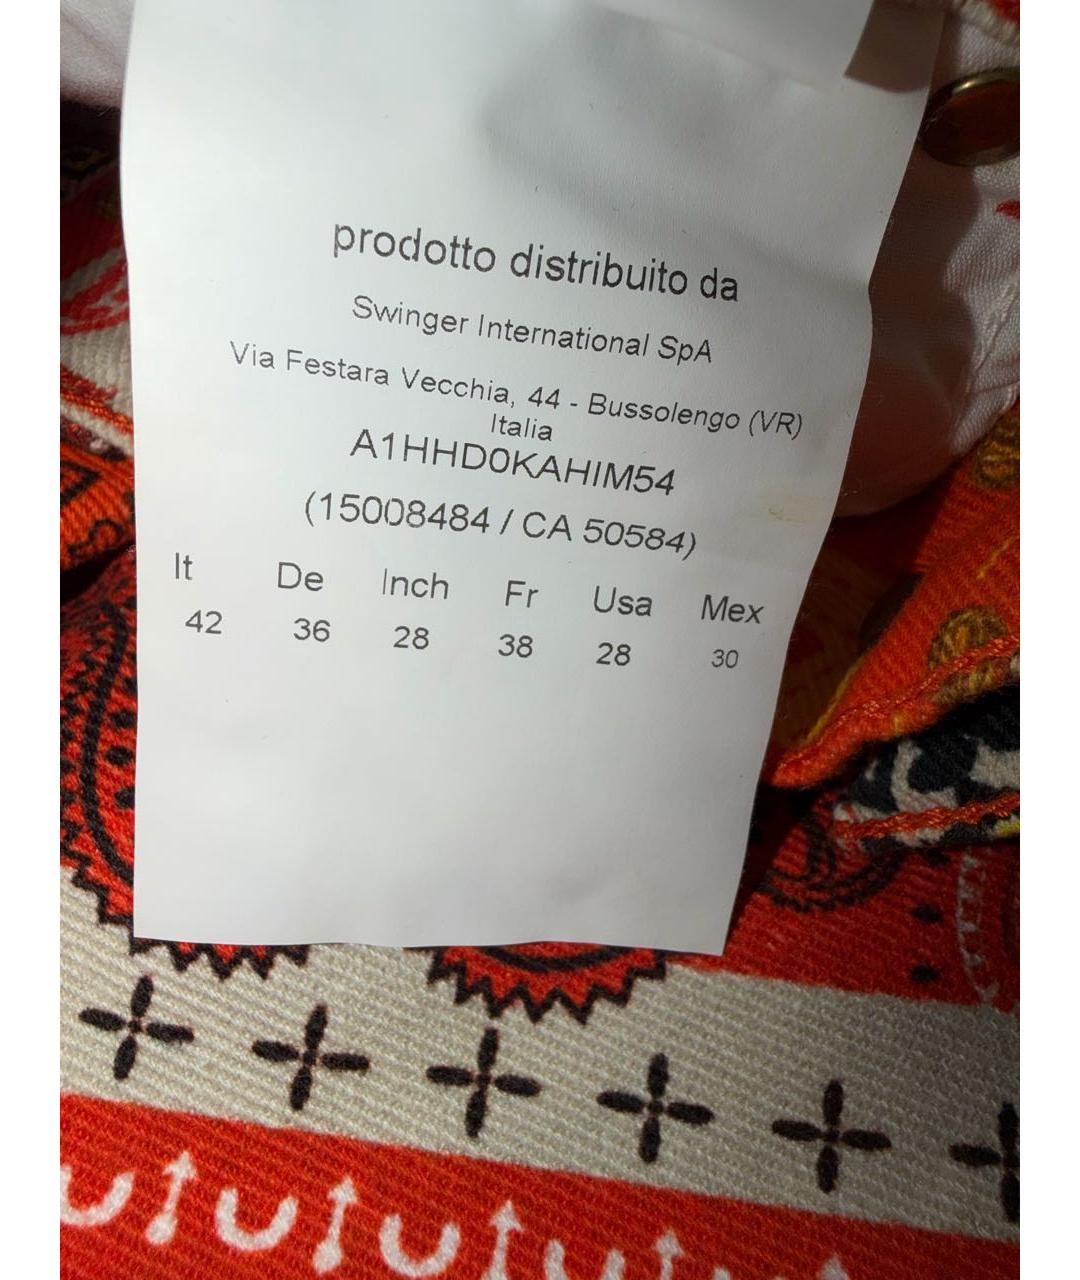 prodotto distribuito da
Swinger International SpA
Via Festara Vecchia, 44 - Bussolengo (VR)
Italia
A1HHD0KAHIM54
(15008484 / CA 50584)
It De Inch Fr Usa Mex
42 36 28 38 28 30